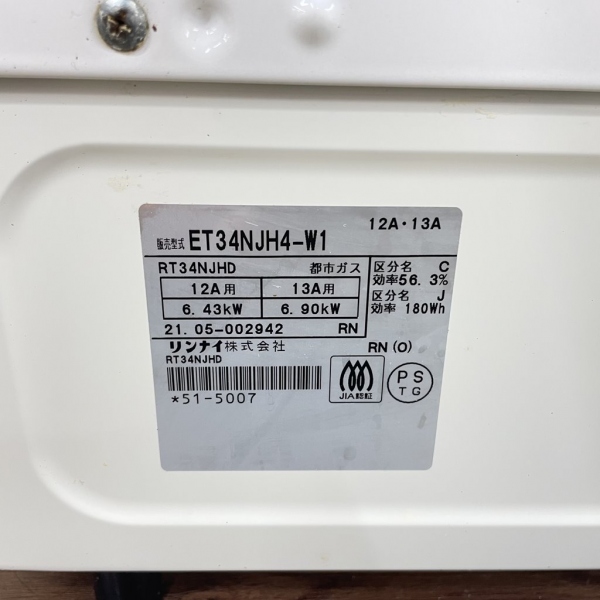 12A・13A
販売型式 ET34NJH4-W1
RT34NJHD 都市ガス
12A用 13A用
6.43kW 6.90kW
21.05-002942 RN
区分名 C
効率56.3%
区分名 J
効率 180Wh
リンナイ株式会社 RN(O)
RT34NJHD
*51-5007
JIA認証
PS
TG